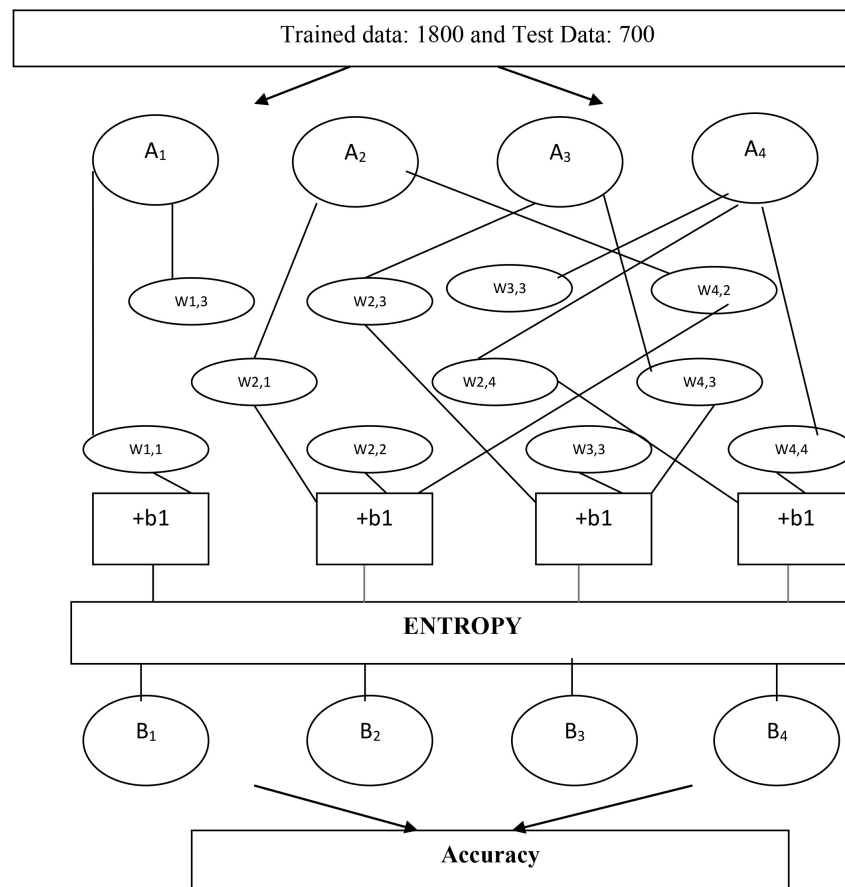 Trained data: 1800 and Test Data: 700
A₁ A₂ A₃ A₄
W1,3 W2,3 W3,3 W4,2
W2,1 W2,4 W4,3
W1,1 W2,2 W3,3 W4,4
+b1 +b1 +b1 +b1
ENTROPY
B₁ B₂ B₃ B₄
Accuracy